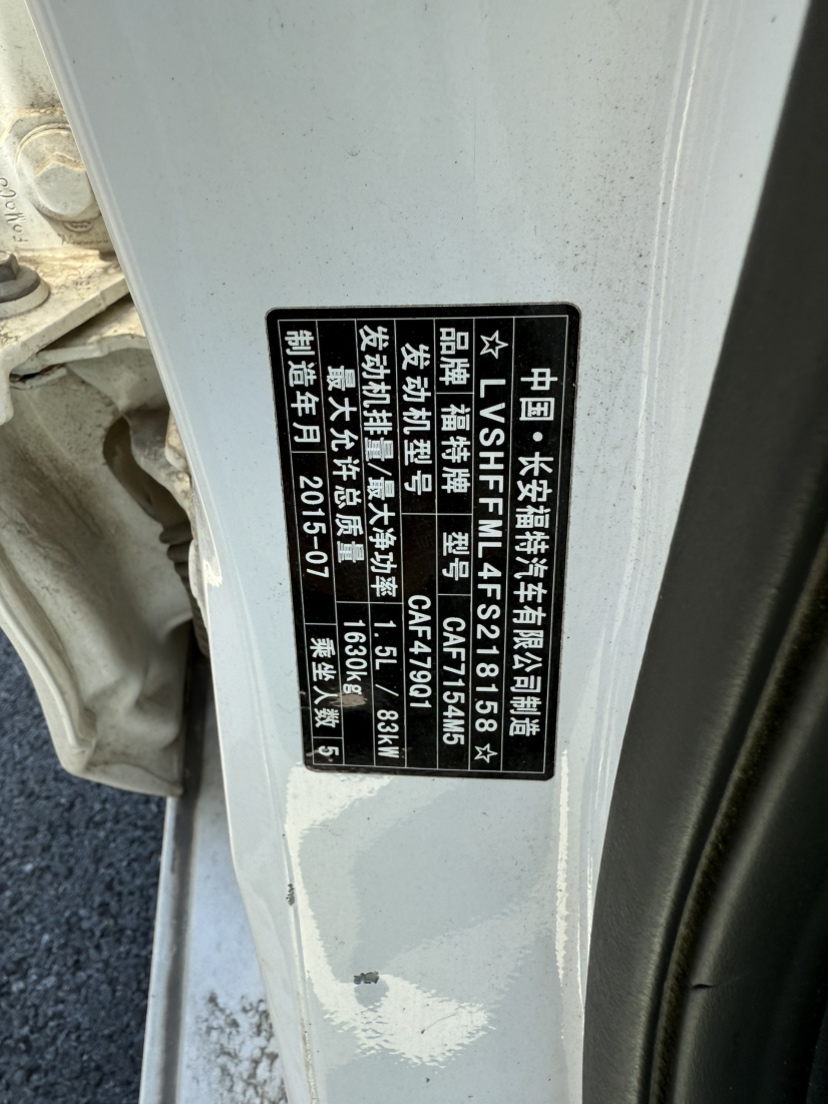 中国·长安福特汽车有限公司制造
☆ LVSHFFML4FS218158 ☆
品牌 福特牌 型号 CAF7154M5
发动机型号 CAF479Q1
发动机排量/最大净功率 1.5L / 83kW
最大允许总质量 1630kg
制造年月 2015-07 乘坐人数 5